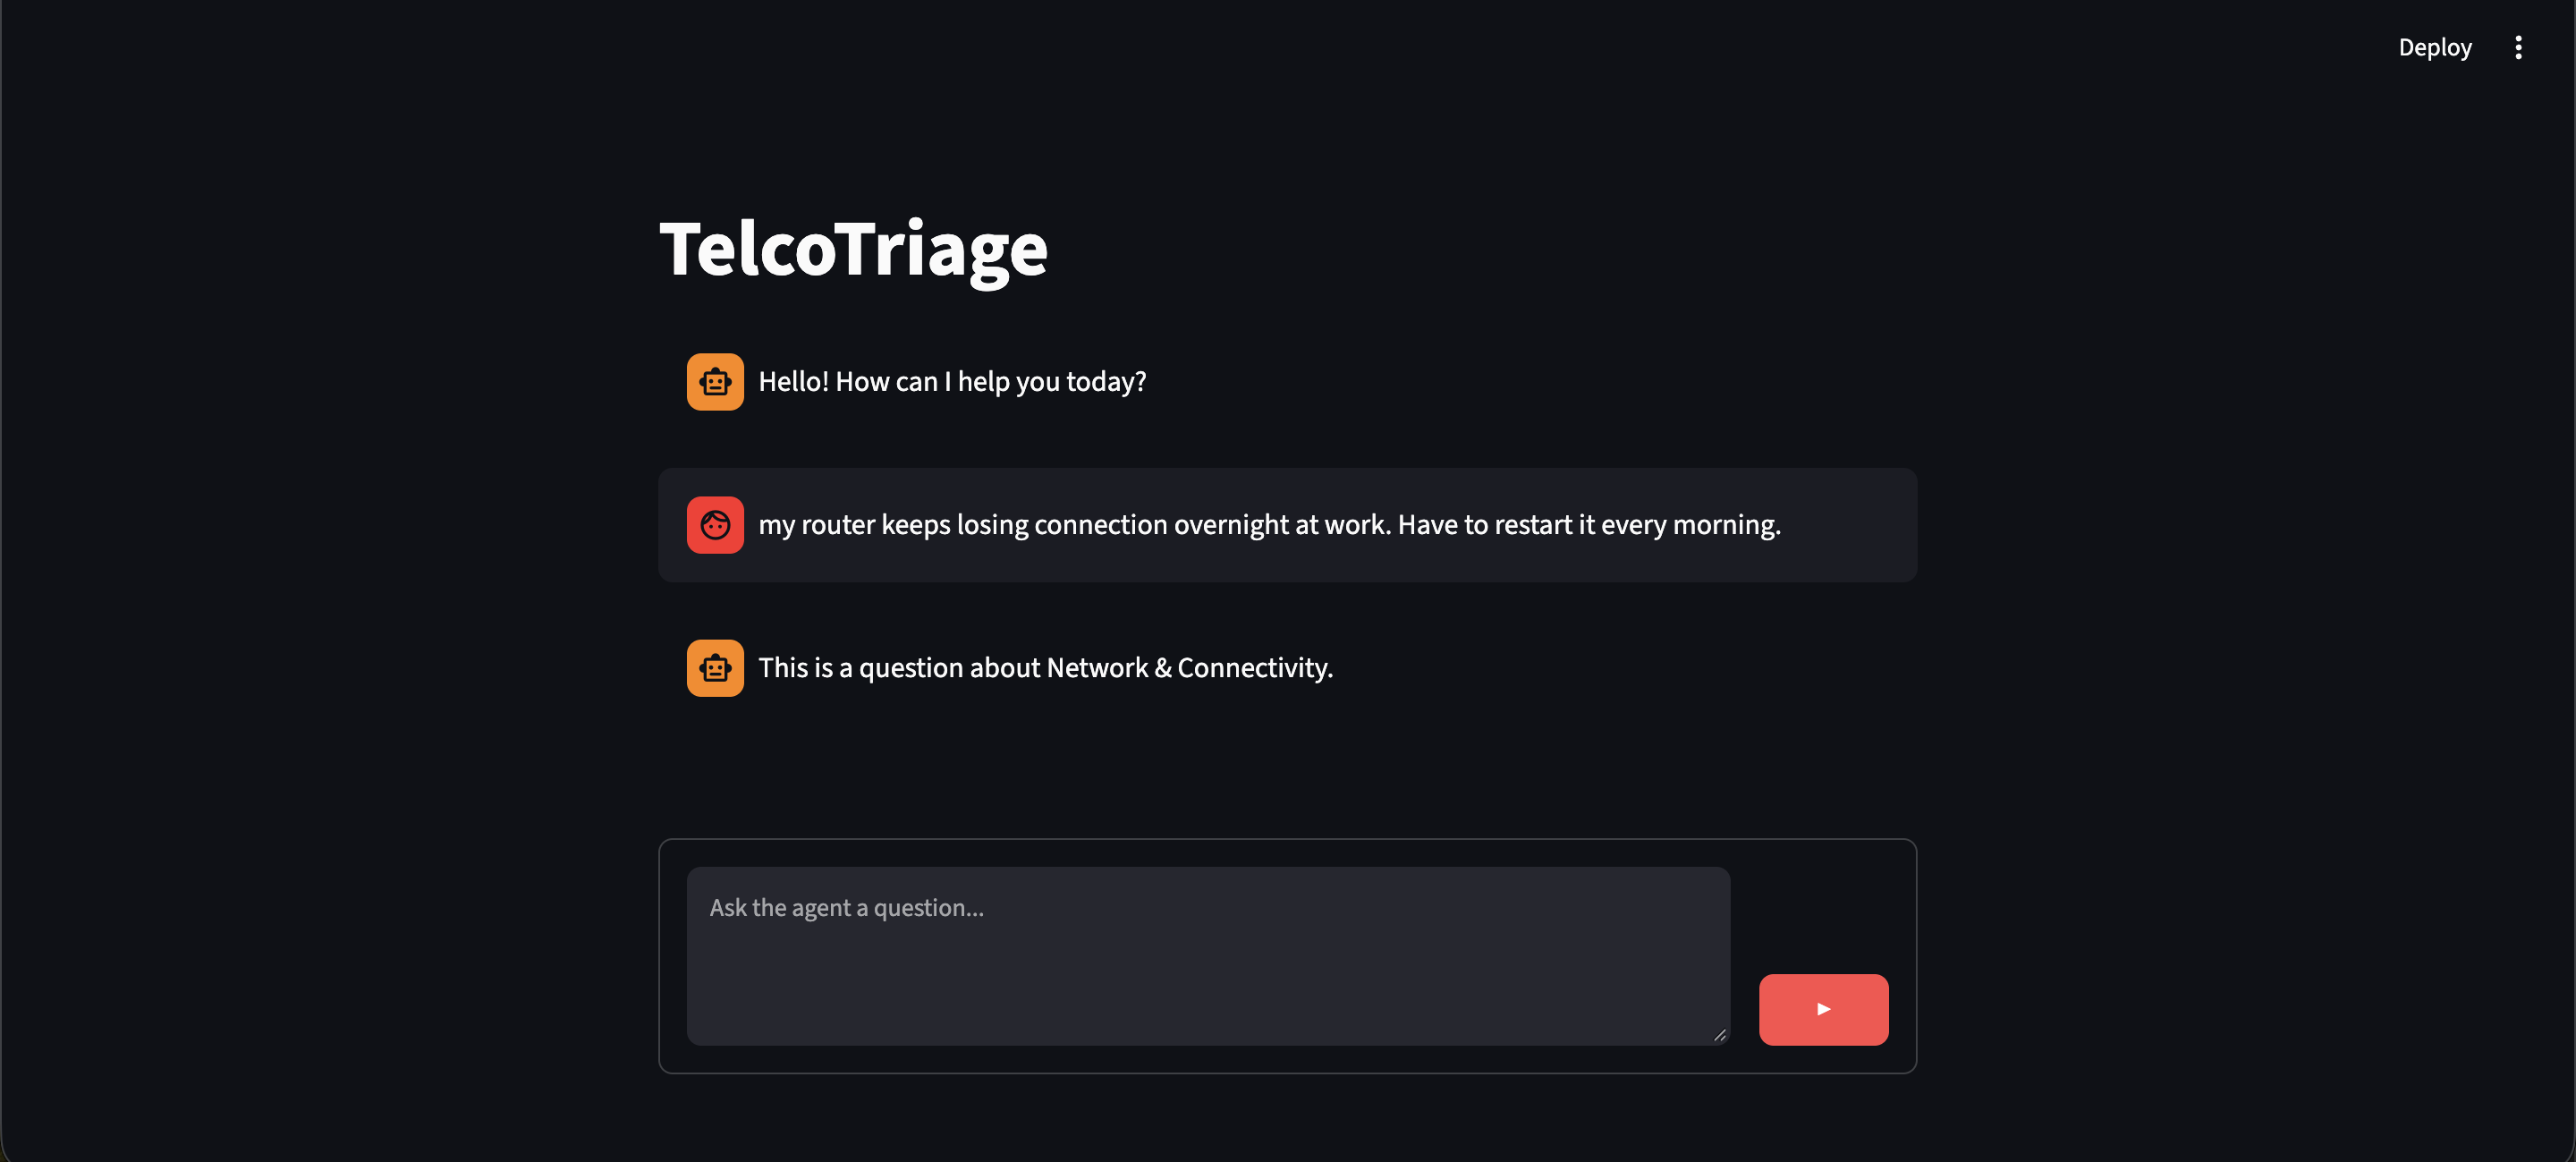 Deploy
TelcoTriage
Hello! How can I help you today?
my router keeps losing connection overnight at work. Have to restart it every morning.
This is a question about Network & Connectivity.
Ask the agent a question...